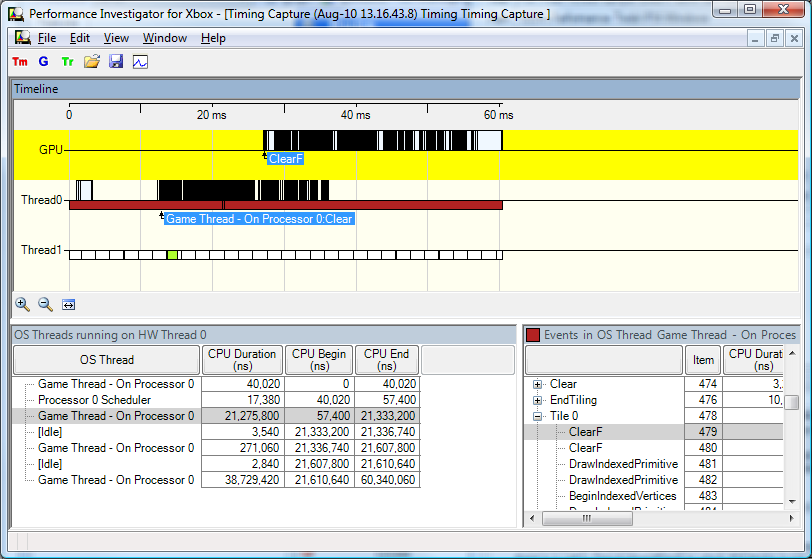 Performance Investigator for Xbox - [Timing Capture (Aug-10 13.16.43.8) Timing Timing Capture ]
File Edit View Window Help
Tm G Tr
Timeline
0 20 ms 40 ms 60 ms
GPU
ClearF
Thread0
Game Thread - On Processor 0:Clear
Thread1
OS Threads running on HW Thread 0
OS Thread CPU Duration (ns) CPU Begin (ns) CPU End (ns)
Game Thread - On Processor 0 40,020 0 40,020
Processor 0 Scheduler 17,380 40,020 57,400
Game Thread - On Processor 0 21,275,800 57,400 21,333,200
[Idle] 3,540 21,333,200 21,336,740
Game Thread - On Processor 0 271,060 21,336,740 21,607,800
[Idle] 2,840 21,607,800 21,610,640
Game Thread - On Processor 0 38,729,420 21,610,640 60,340,060
Events in OS Thread Game Thread - On Proces
Item CPU Durat (ns)
Clear 474 3,
EndTiling 476 10,
Tile 0 478
ClearF 479
ClearF 480
DrawIndexedPrimitive 481
DrawIndexedPrimitive 482
BeginIndexedVertices 483